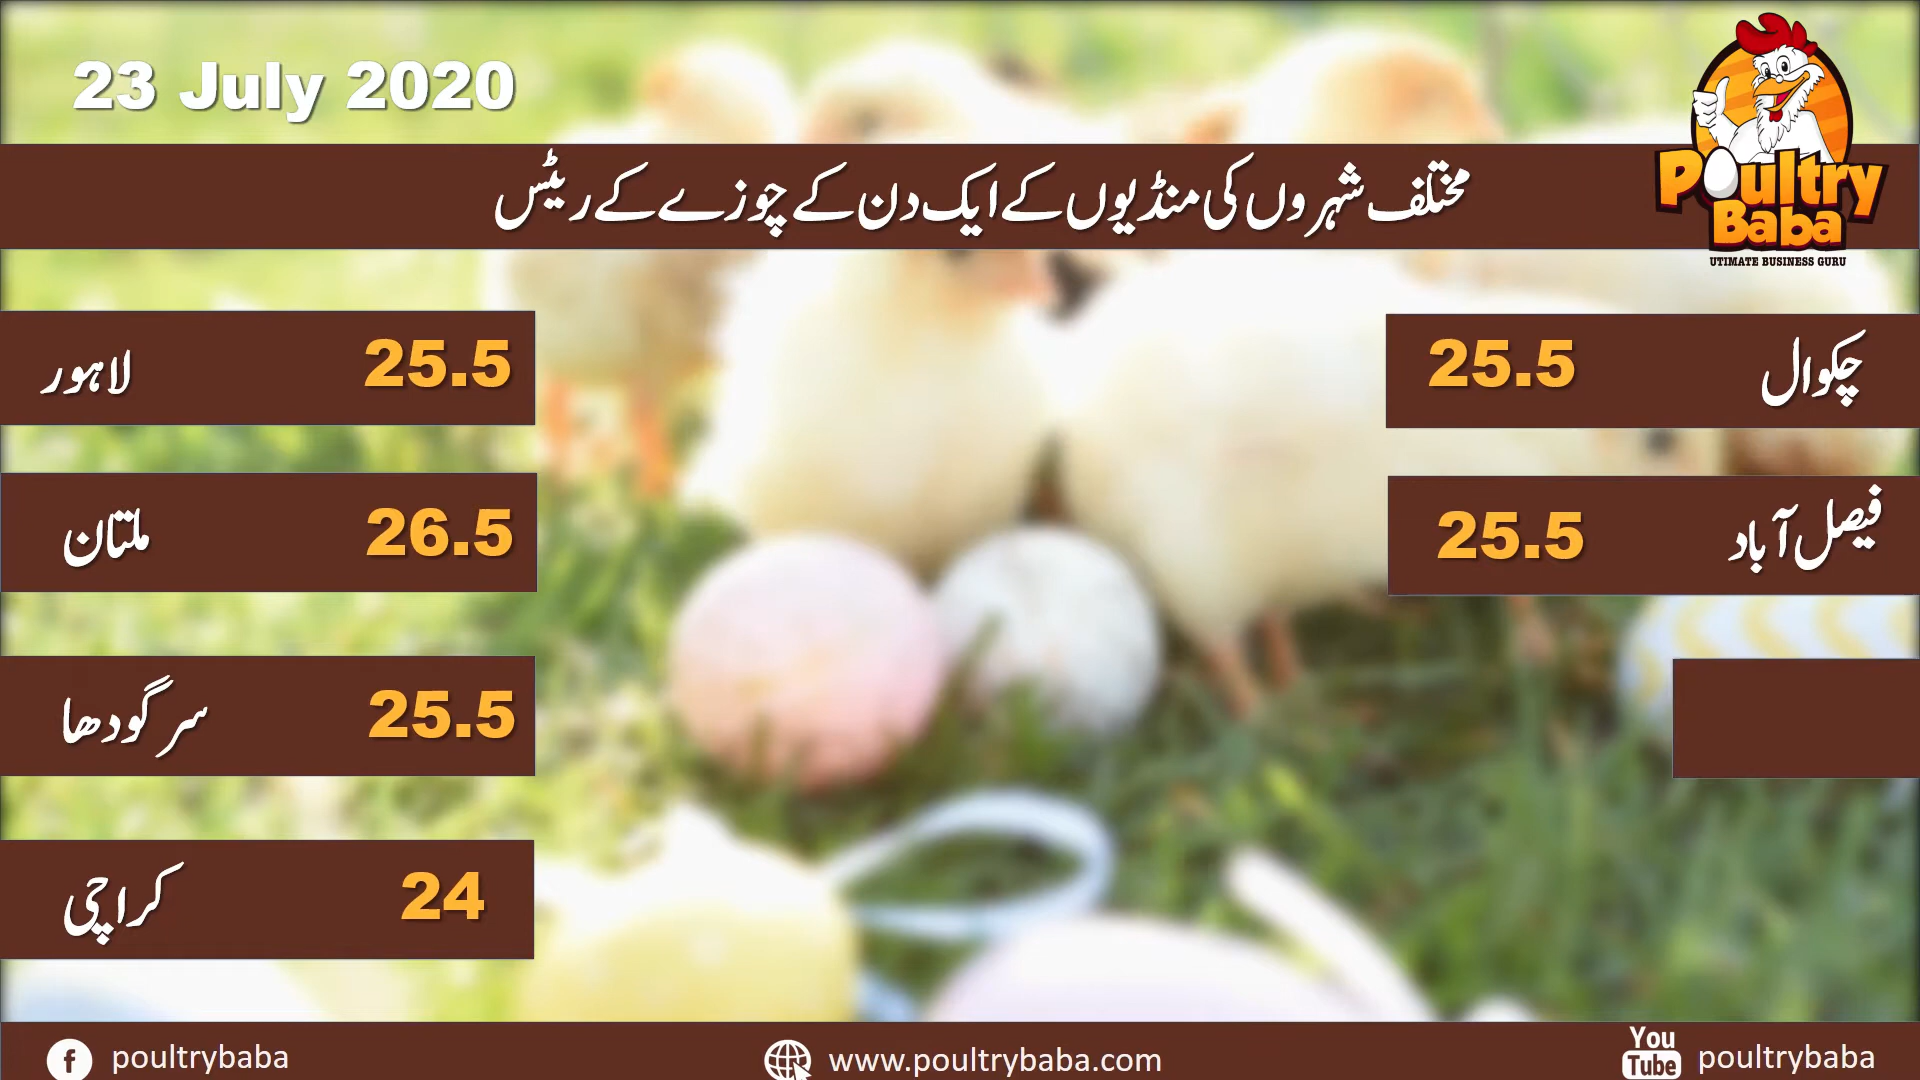 23 July 2020
Poultry
Baba
UTIMATE BUSINESS GURU
مختلف شہروں کی منڈیوں کے ایک دن کے چوزے کے ریٹس
لاہور 25.5
چکوال 25.5
ملتان 26.5
فیصل آباد 25.5
سرگودھا 25.5
کراچی 24
poultrybaba
www.poultrybaba.com
You
Tube
poultrybaba